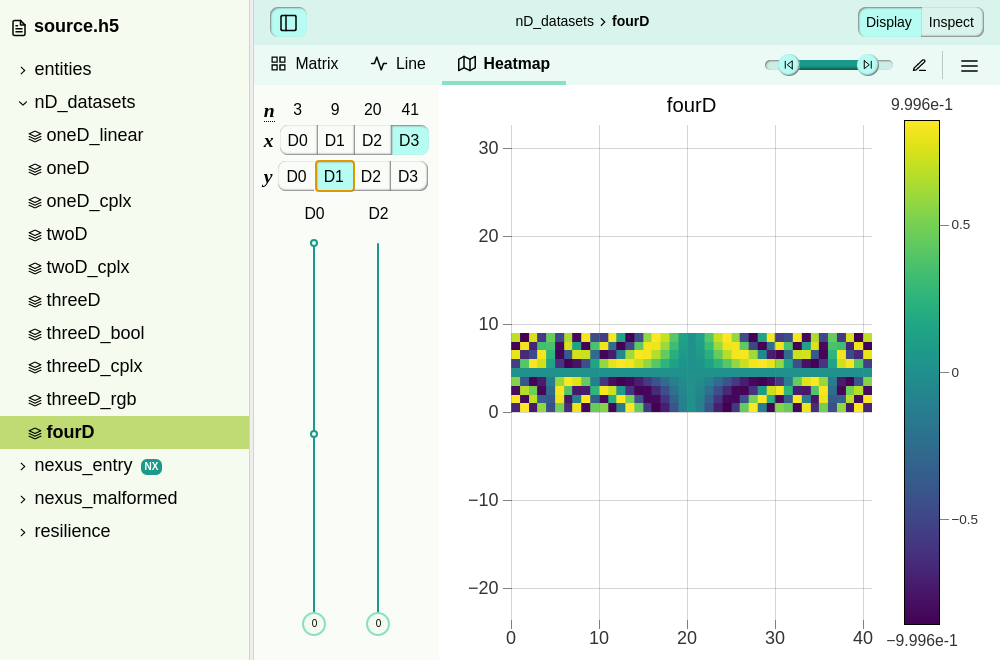 source.h5
entities
nD_datasets
oneD_linear
oneD
oneD_cplx
twoD
twoD_cplx
threeD
threeD_bool
threeD_cplx
threeD_rgb
fourD
nexus_entry NX
nexus_malformed
resilience
nD_datasets › fourD
Display Inspect
Matrix Line Heatmap
n 3 9 20 41
x D0 D1 D2 D3
y D0 D1 D2 D3
D0 D2
0 0
fourD
30
20
10
0
−10
−20
0 10 20 30 40
9.996e-1
0.5
0
−0.5
−9.996e-1